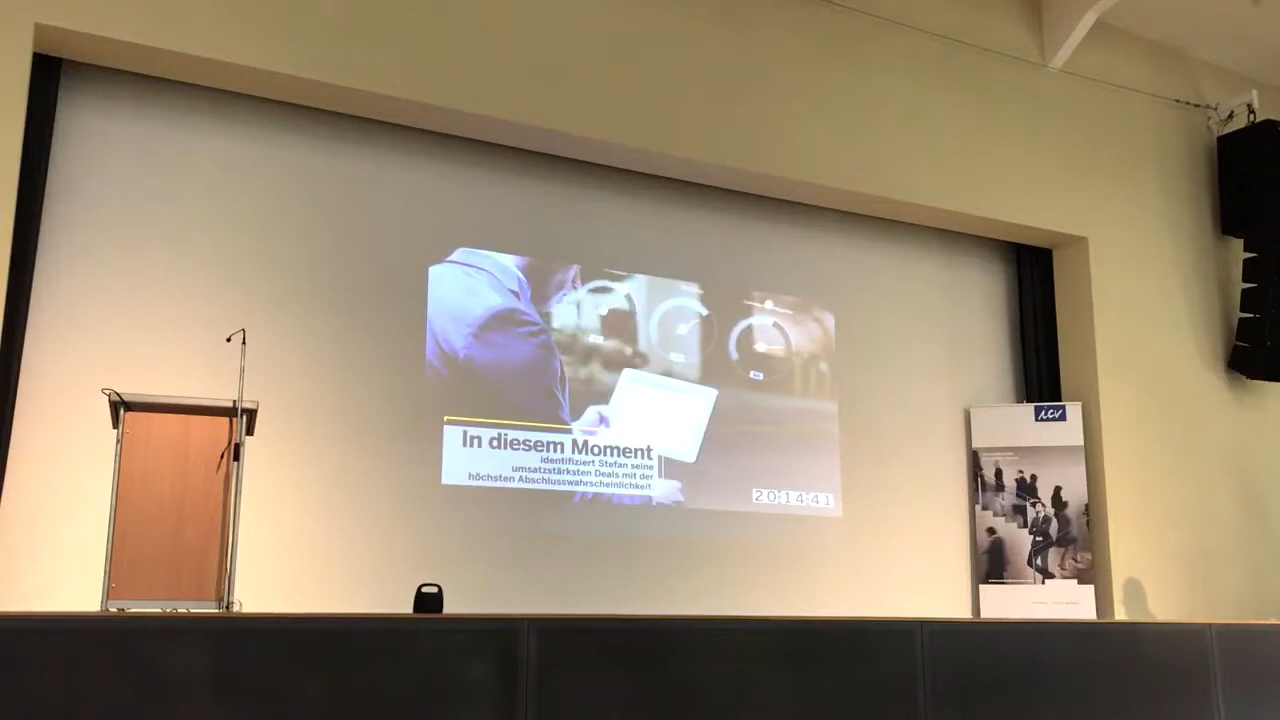 In diesem Moment
identifiziert Stefan seine
umsatzstärksten Deals mit der
höchsten Abschlusswahrscheinlichkeit.
20:14:41
icv